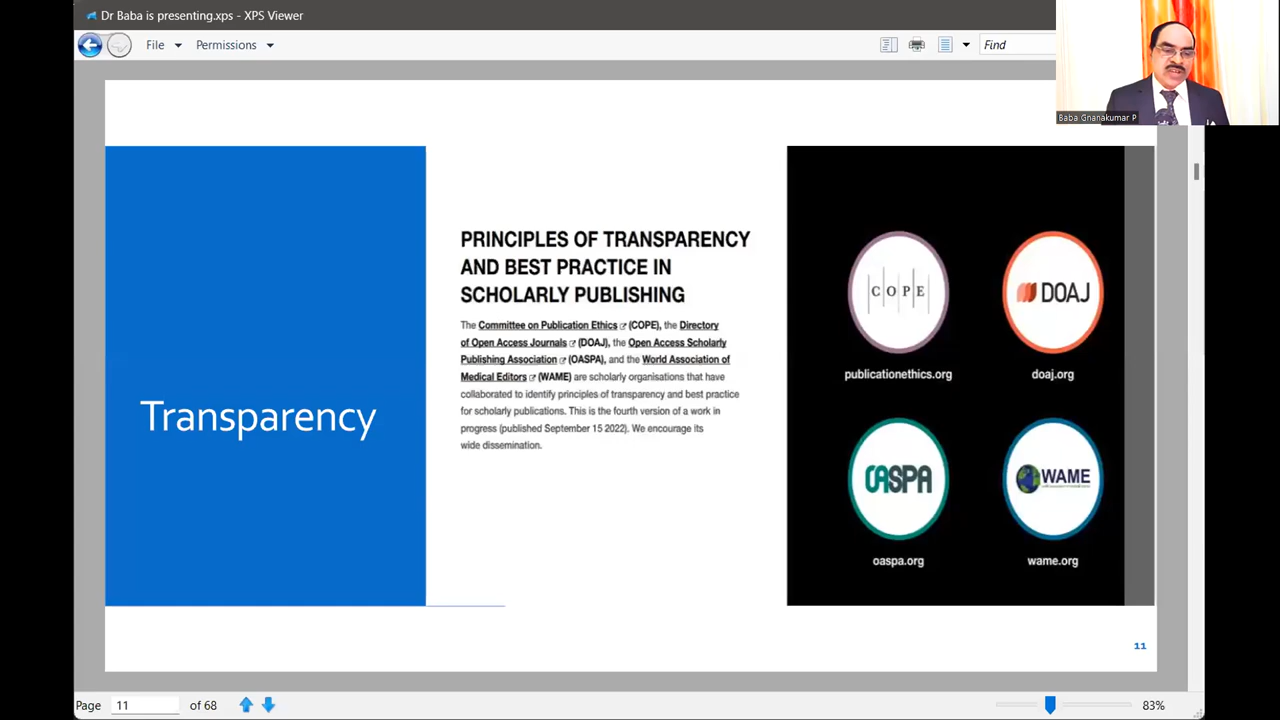 Dr Baba is presenting.xps - XPS Viewer
File
Permissions
Find
Baba Gnanakumar P
Transparency
PRINCIPLES OF TRANSPARENCY
AND BEST PRACTICE IN
SCHOLARLY PUBLISHING
The Committee on Publication Ethics (COPE), the Directory
of Open Access Journals (DOAJ), the Open Access Scholarly
Publishing Association (OASPA), and the World Association of
Medical Editors (WAME) are scholarly organisations that have
collaborated to identify principles of transparency and best practice
for scholarly publications. This is the fourth version of a work in
progress (published September 15 2022). We encourage its
wide dissemination.
COPE
publicationethics.org
DOAJ
doaj.org
OASPA
oaspa.org
WAME
wame.org
11
Page 11 of 68
83%